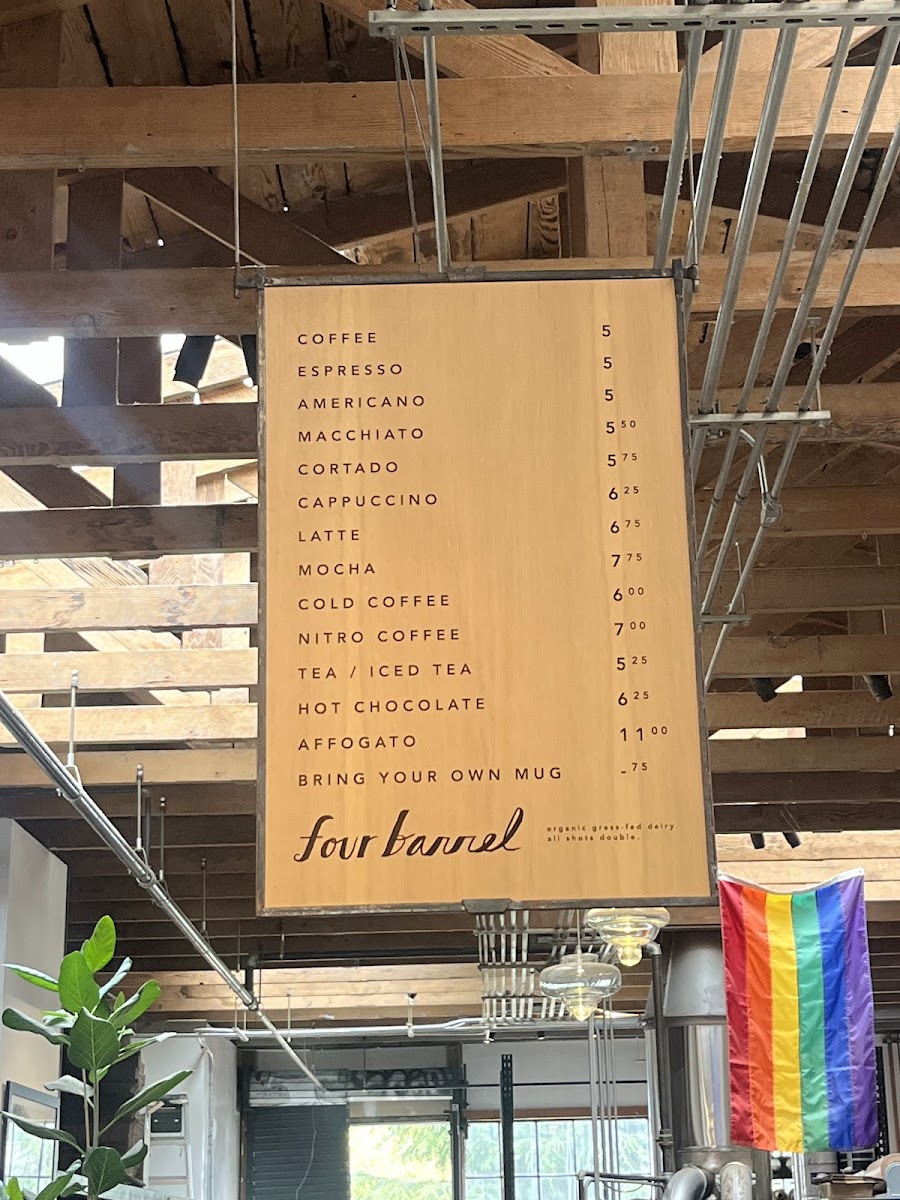 COFFEE 5
ESPRESSO 5
AMERICANO 5
MACCHIATO 5 50
CORTADO 5 75
CAPPUCCINO 6 25
LATTE 6 75
MOCHA 7 75
COLD COFFEE 6 00
NITRO COFFEE 7 00
TEA / ICED TEA 5 25
HOT CHOCOLATE 6 25
AFFOGATO 11 00
BRING YOUR OWN MUG -75
four barrel
organic grass-fed dairy
all shots double.